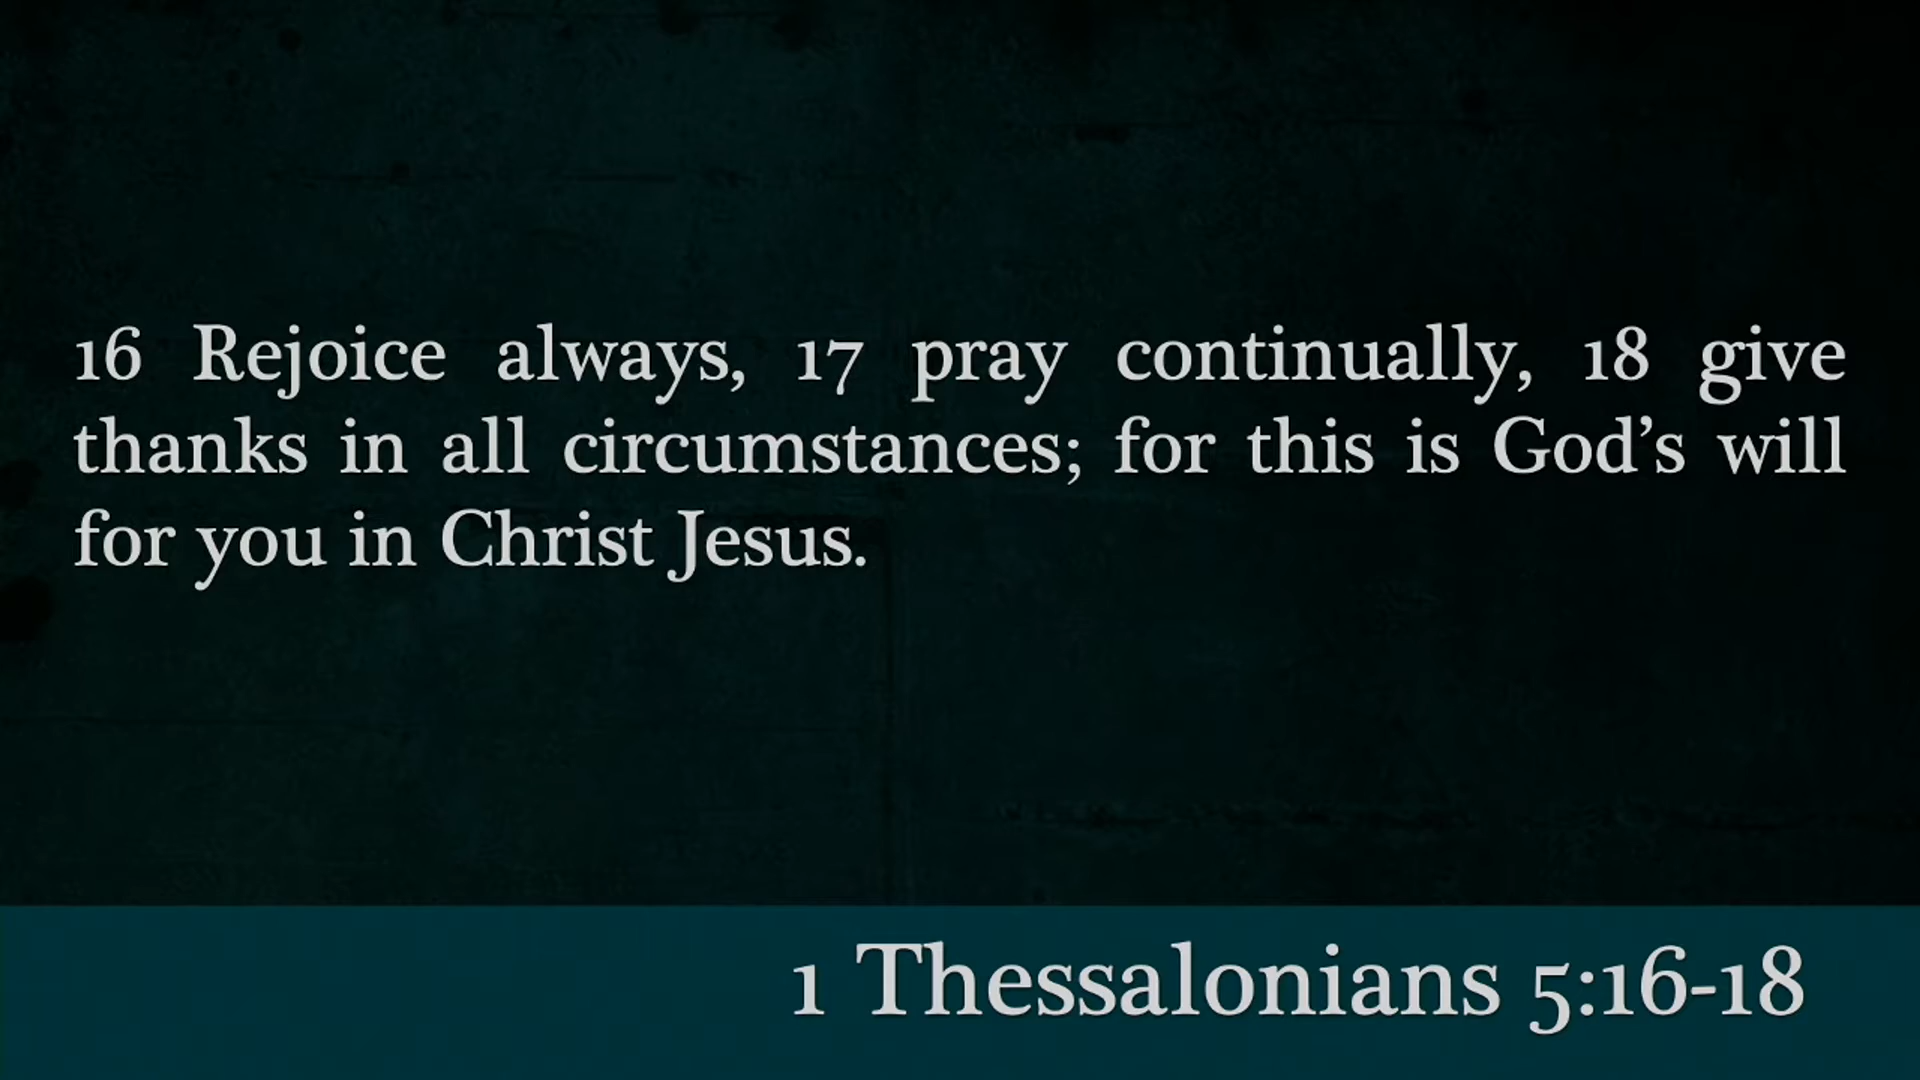 16 Rejoice always, 17 pray continually, 18 give
thanks in all circumstances; for this is God’s will
for you in Christ Jesus.
1 Thessalonians 5:16-18